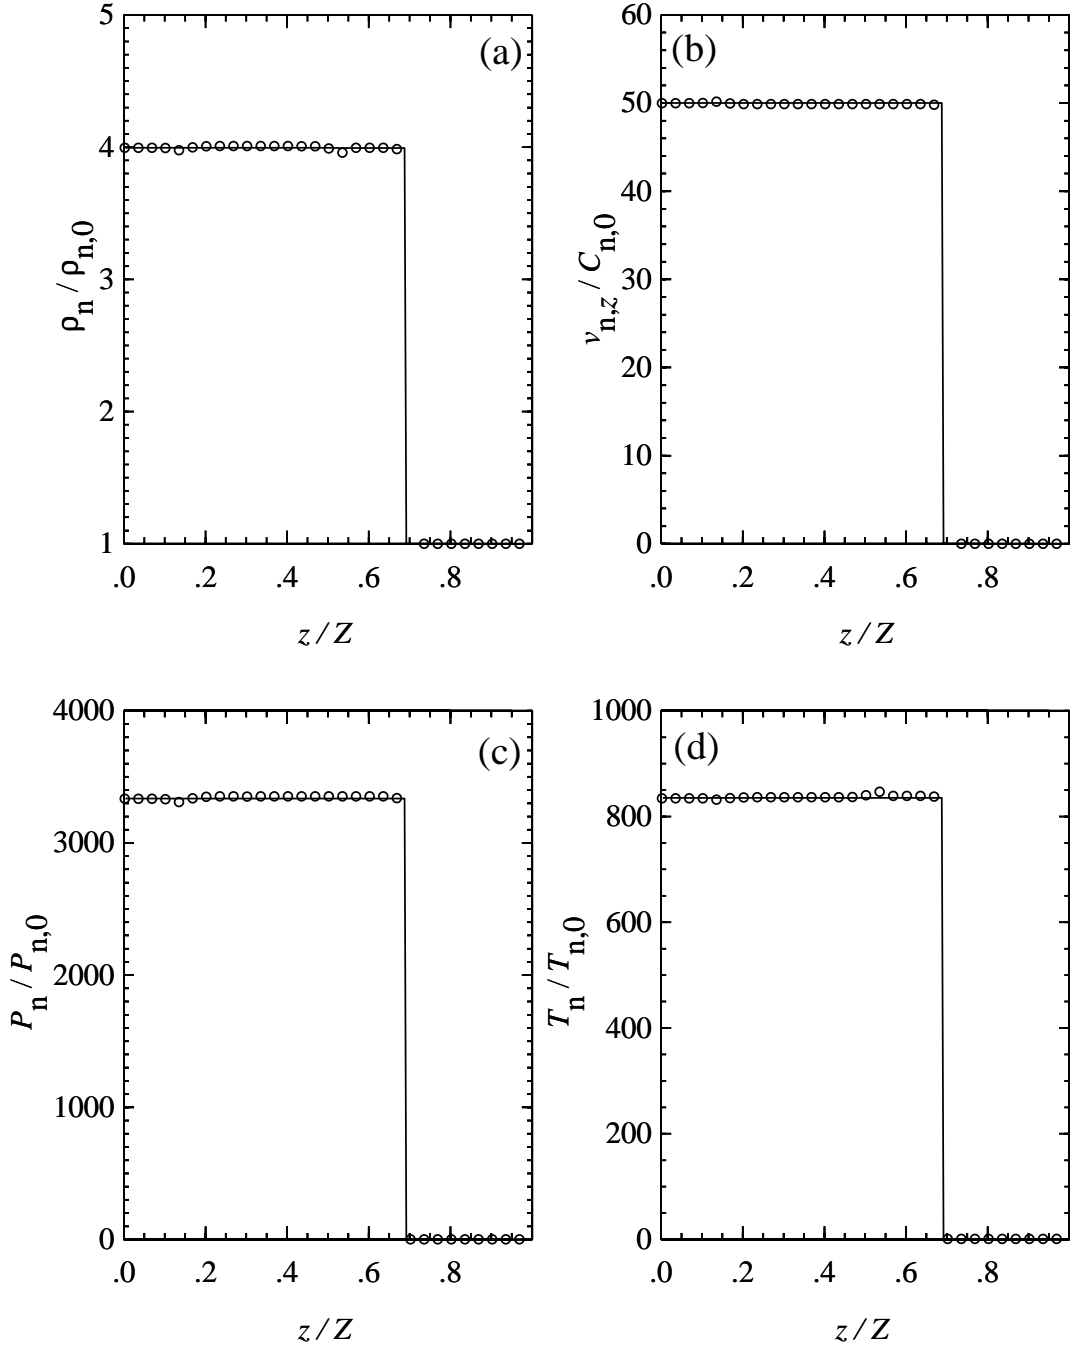 5
4
3
2
1
.0 .2 .4 .6 .8
z / Z
ρn / ρn,0
(a)
60
50
40
30
20
10
0
.0 .2 .4 .6 .8
z / Z
vn,z / Cn,0
(b)
4000
3000
2000
1000
0
.0 .2 .4 .6 .8
z / Z
Pn / Pn,0
(c)
1000
800
600
400
200
0
.0 .2 .4 .6 .8
z / Z
Tn / Tn,0
(d)